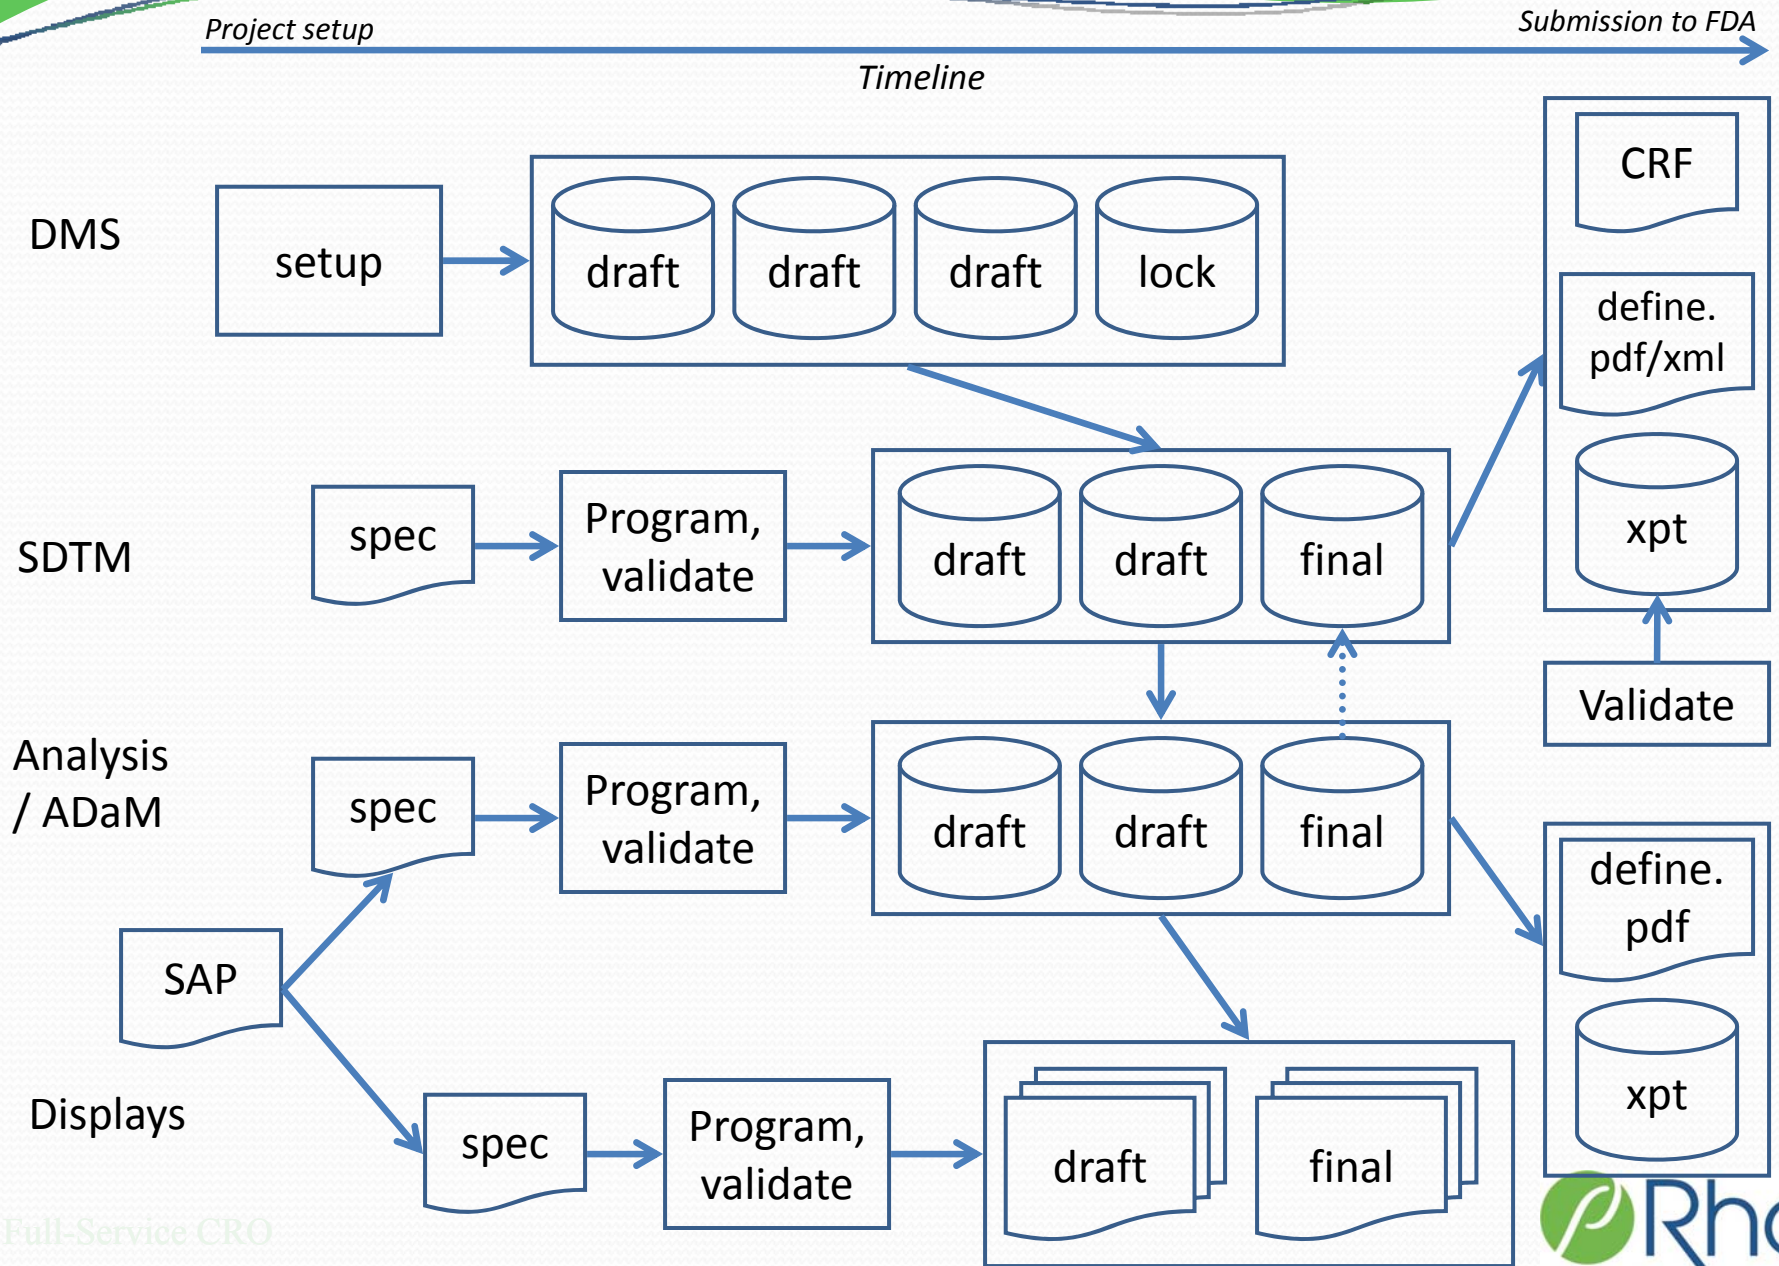 Project setup
Submission to FDA
Timeline
DMS
setup
draft
draft
draft
lock
CRF
define.
pdf/xml
xpt
SDTM
spec
Program,
validate
draft
draft
final
Validate
Analysis
/ ADaM
spec
Program,
validate
draft
draft
final
define.
pdf
xpt
SAP
Displays
spec
Program,
validate
draft
final
Full-Service CRO